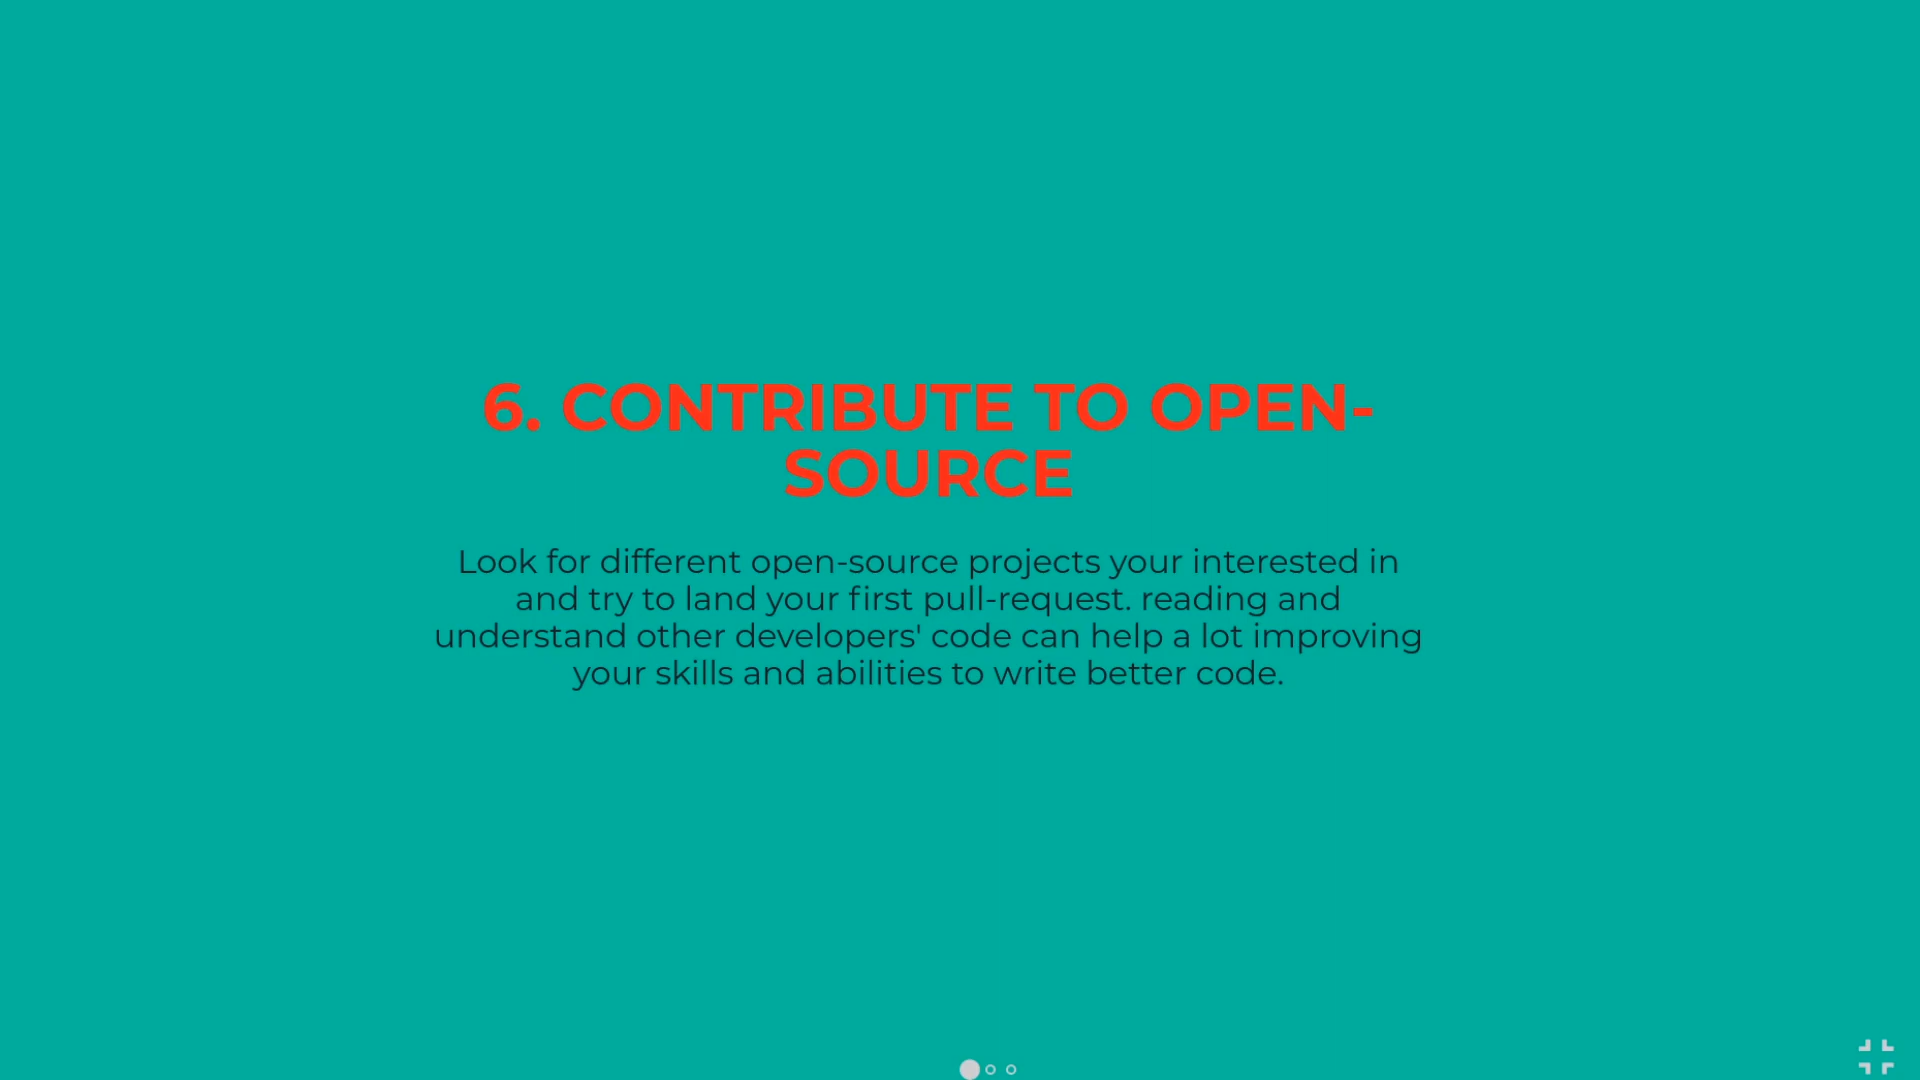 6. CONTRIBUTE TO OPEN-
SOURCE
Look for different open-source projects your interested in
and try to land your first pull-request. reading and
understand other developers' code can help a lot improving
your skills and abilities to write better code.